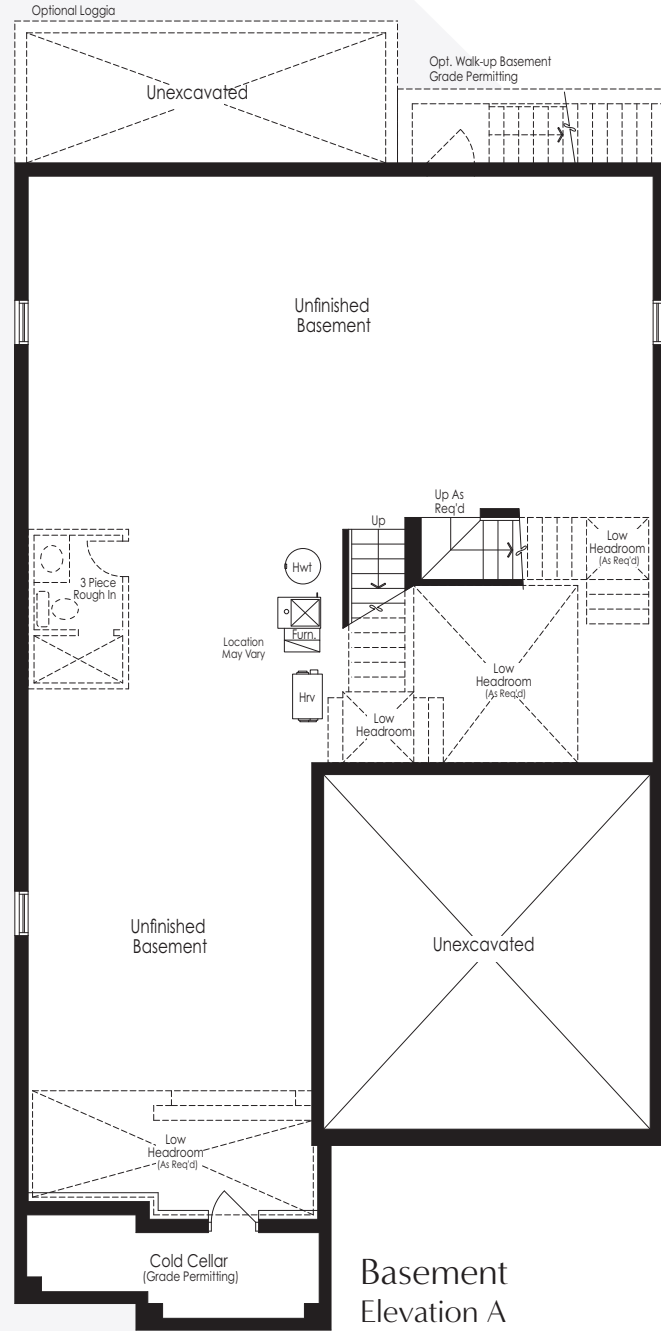 Optional Loggia
Opt. Walk-up Basement
Grade Permitting
Unexcavated
Unfinished
Basement
Up
Up As
Req'd
Low
Headroom
(As Req'd)
Hwt
3 Piece
Rough In
Furn.
Location
May Vary
Low
Headroom
(As Req'd)
Hrv
Low
Headroom
Unfinished
Basement
Unexcavated
Low
Headroom
(As Req'd)
Cold Cellar
(Grade Permitting)
Basement
Elevation A